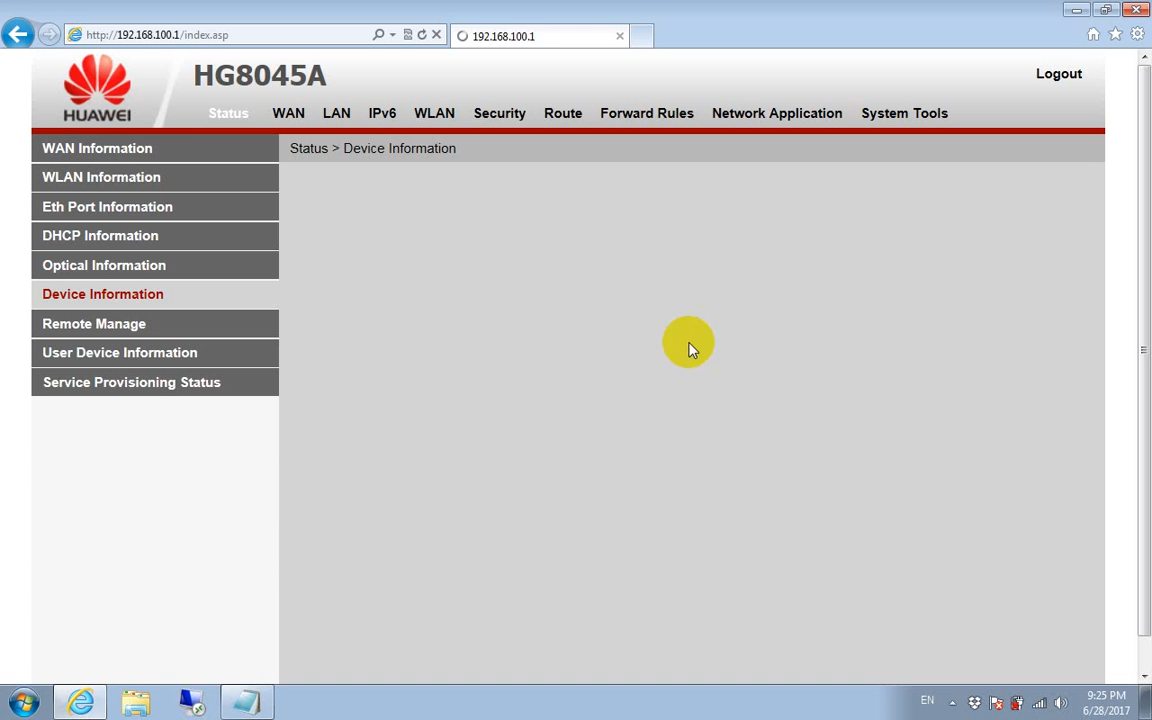 http://192.168.100.1/index.asp
192.168.100.1
HUAWEI
HG8045A
Logout
Status WAN LAN IPv6 WLAN Security Route Forward Rules Network Application System Tools
WAN Information
WLAN Information
Eth Port Information
DHCP Information
Optical Information
Device Information
Remote Manage
User Device Information
Service Provisioning Status
Status > Device Information
EN
9:25 PM
6/28/2017